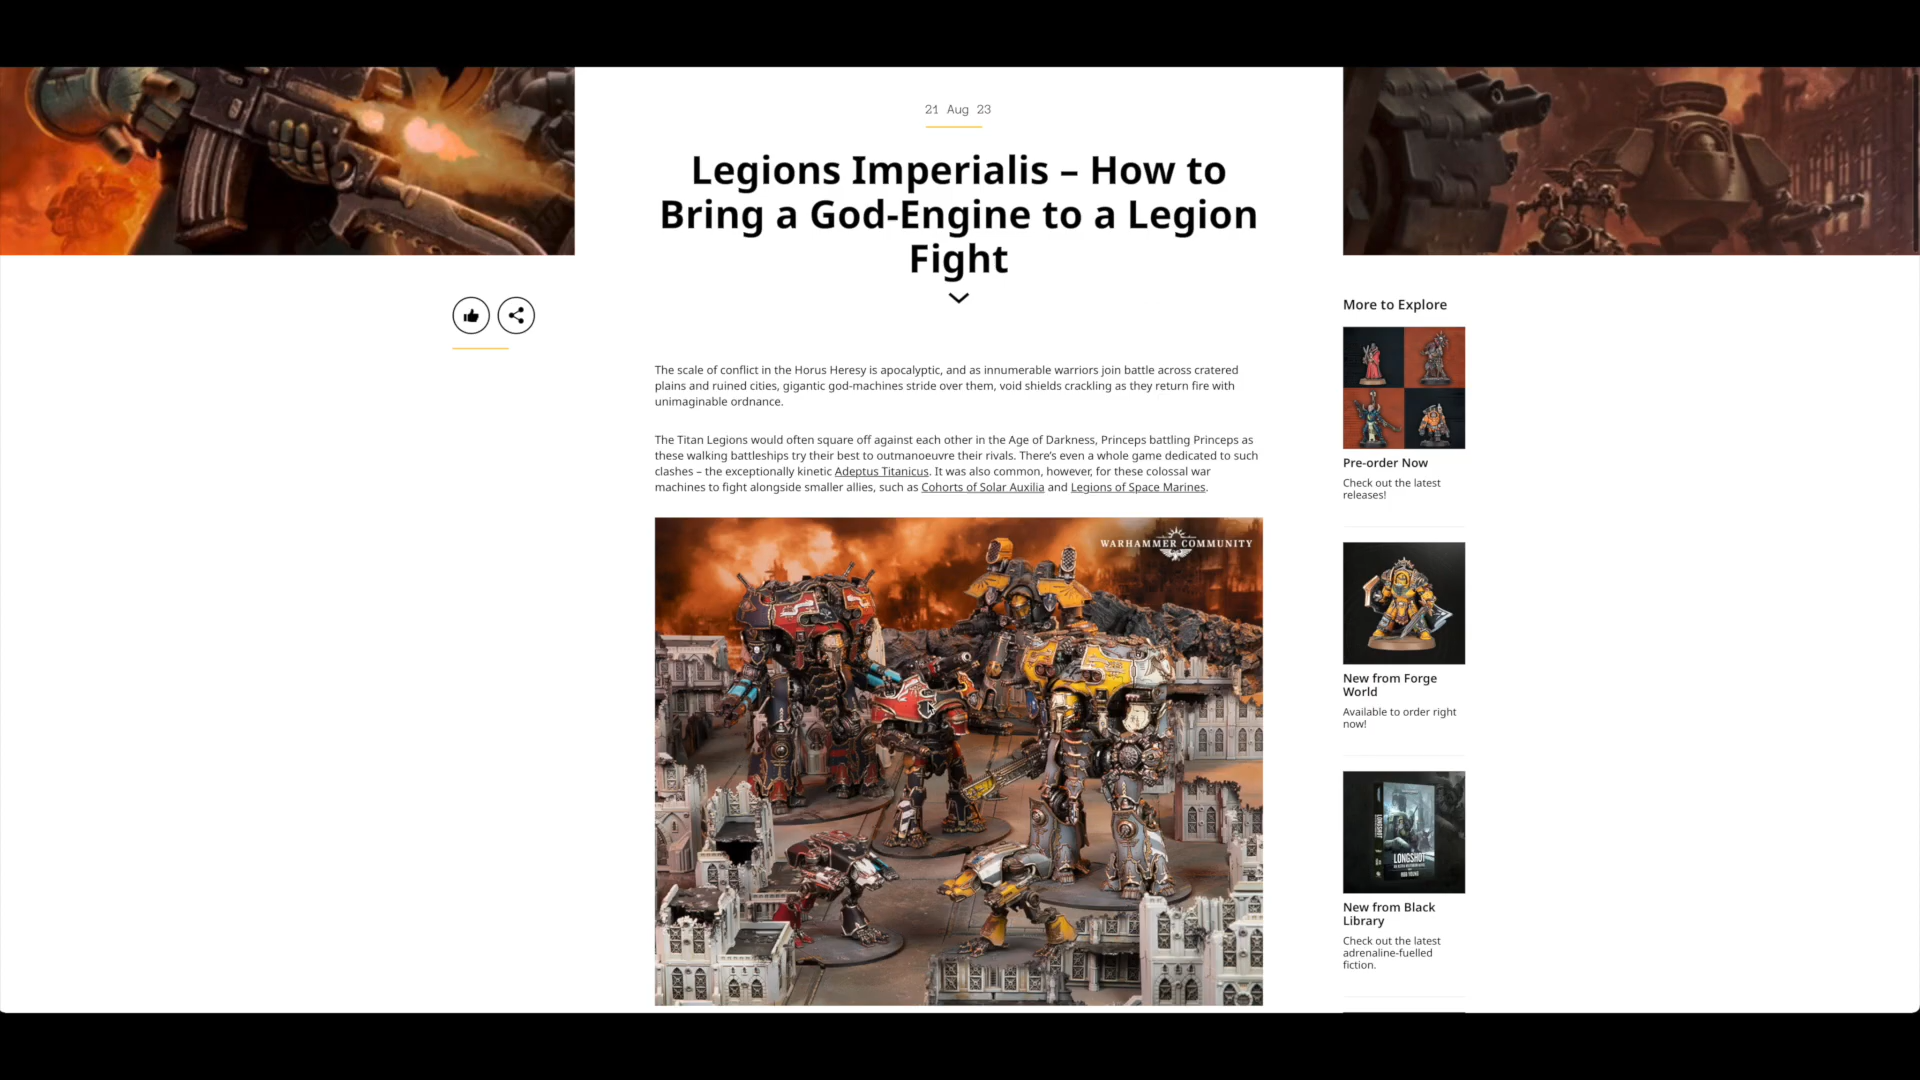 21 Aug 23
Legions Imperialis – How to
Bring a God-Engine to a Legion
Fight
The scale of conflict in the Horus Heresy is apocalyptic, and as innumerable warriors join battle across cratered
plains and ruined cities, gigantic god-machines stride over them, void shields crackling as they return fire with
unimaginable ordnance.
The Titan Legions would often square off against each other in the Age of Darkness, Princeps battling Princeps as
these walking battleships try their best to outmanoeuvre their rivals. There’s even a whole game dedicated to such
clashes – the exceptionally kinetic Adeptus Titanicus. It was also common, however, for these colossal war
machines to fight alongside smaller allies, such as Cohorts of Solar Auxilia and Legions of Space Marines.
WARHAMMER COMMUNITY
More to Explore
Pre-order Now
Check out the latest
releases!
New from Forge
World
Available to order right
now!
LONGSHOT
ROB YOUNG
New from Black
Library
Check out the latest
adrenaline-fuelled
fiction.